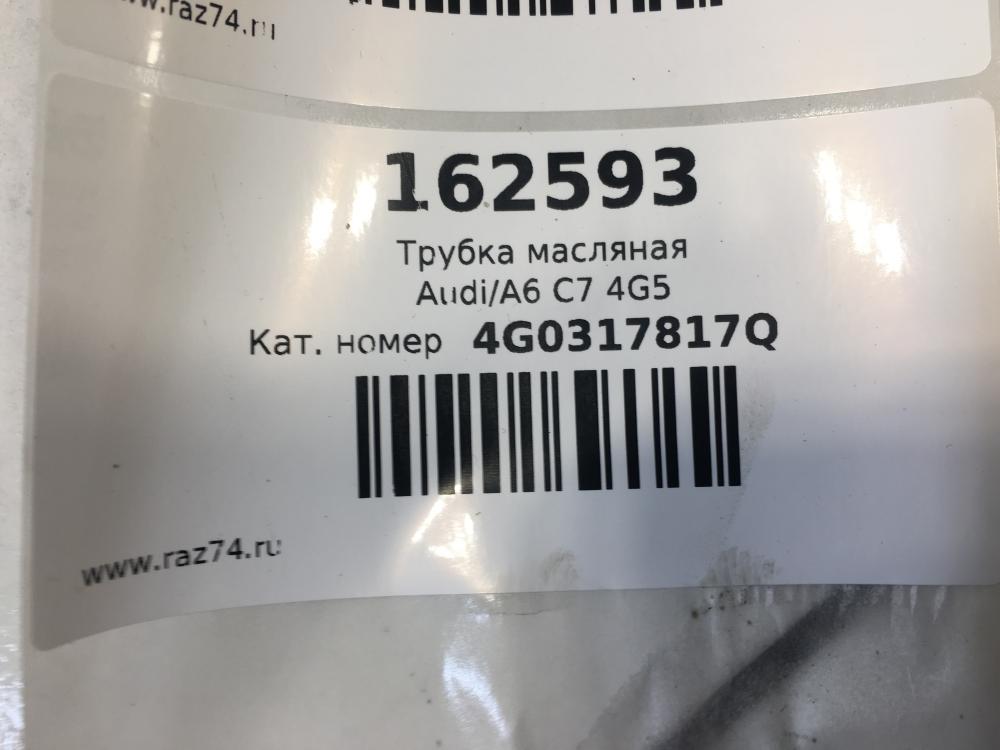 www.raz74.ru
162593
Трубка масляная
Audi/A6 C7 4G5
Кат. номер 4G0317817Q
www.raz74.ru